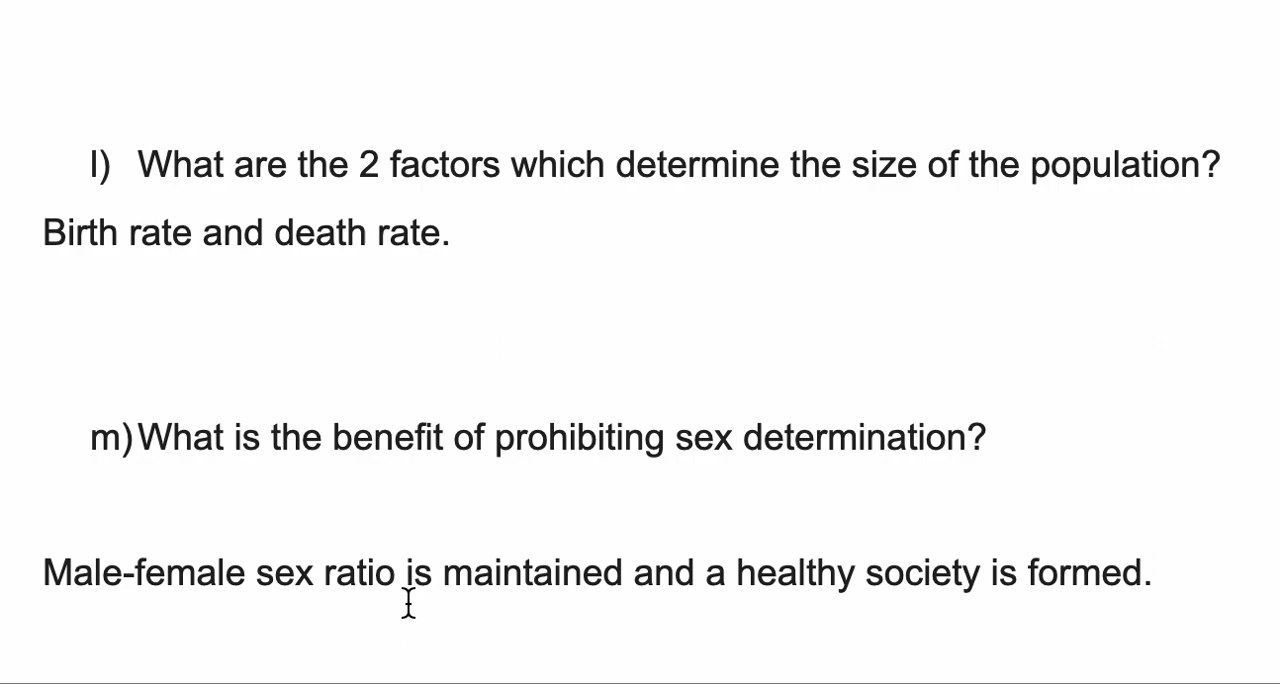 l) What are the 2 factors which determine the size of the population?
Birth rate and death rate.
m) What is the benefit of prohibiting sex determination?
Male-female sex ratio is maintained and a healthy society is formed.